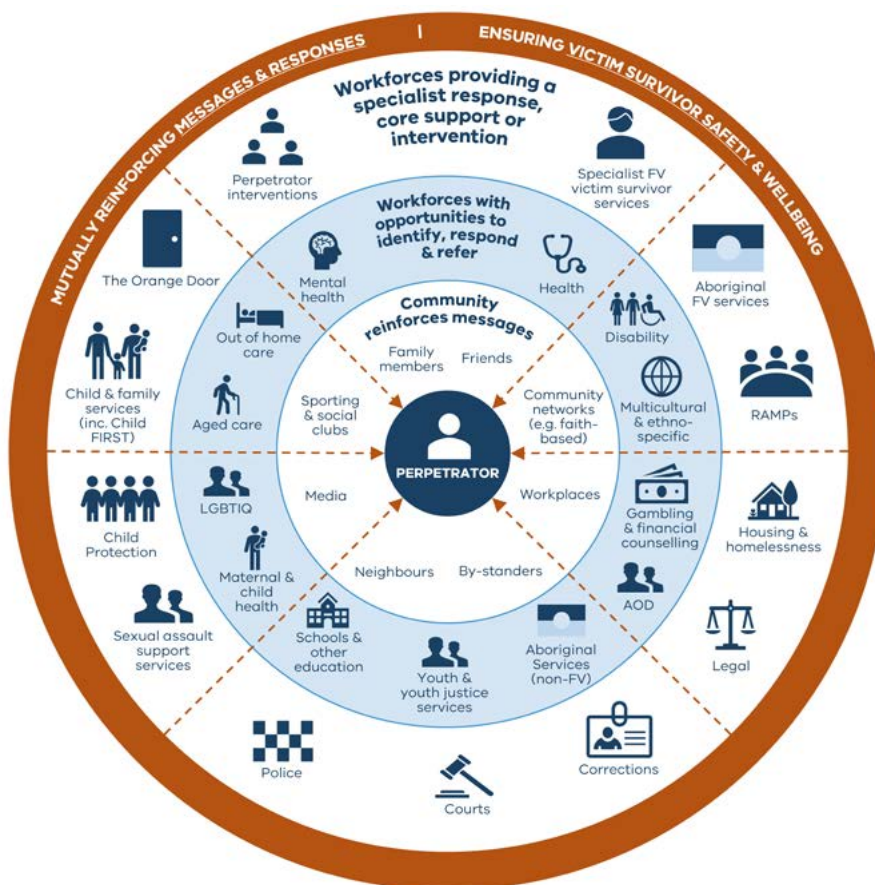 MUTUALLY REINFORCING MESSAGES & RESPONSES
|
ENSURING VICTIM SURVIVOR SAFETY & WELLBEING
Workforces providing a
specialist response,
core support or
intervention
Perpetrator
interventions
Specialist FV
victim survivor
services
The Orange Door
Aboriginal
FV services
Child & family
services
(inc. Child
FIRST)
RAMPs
Child
Protection
Housing &
homelessness
Sexual assault
support
services
Legal
Police
Courts
Corrections
Workforces with
opportunities to
identify, respond
& refer
Mental
health
Health
Out of home
care
Disability
Aged care
Multicultural
& ethno-
specific
LGBTIQ
Gambling
& financial
counselling
Maternal &
child
health
AOD
Schools &
other
education
Youth &
youth justice
services
Aboriginal
Services
(non-FV)
Community
reinforces messages
Family
members
Friends
Sporting
& social
clubs
Community
networks
(e.g. faith-
based)
Media
Workplaces
Neighbours
By-standers
PERPETRATOR